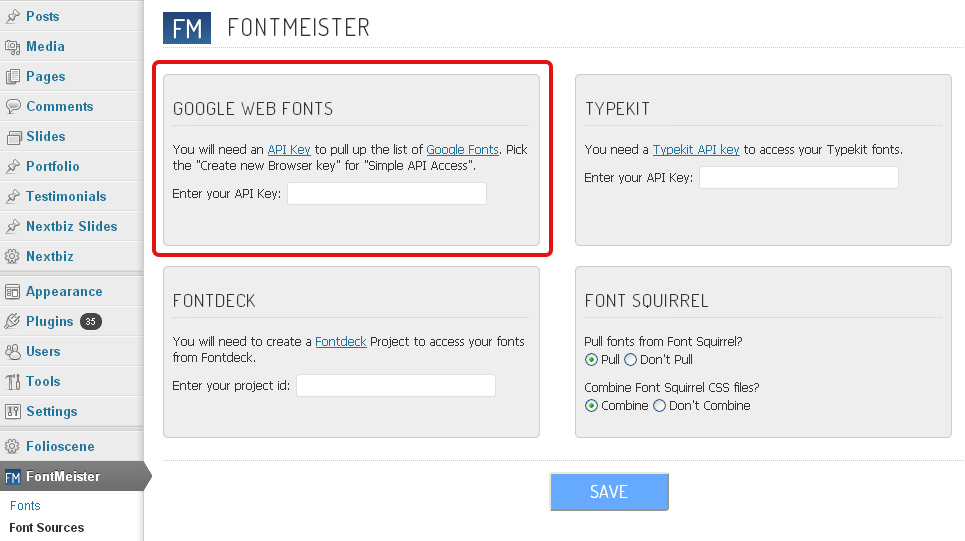 Posts
Media
Pages
Comments
Slides
Portfolio
Testimonials
Nextbiz Slides
Nextbiz
Appearance
Plugins 35
Users
Tools
Settings
Folioscene
FM FontMeister
Fonts
Font Sources
FM FONTMEISTER
GOOGLE WEB FONTS
You will need an API Key to pull up the list of Google Fonts. Pick
the "Create new Browser key" for "Simple API Access".
Enter your API Key:
TYPEKIT
You need a Typekit API key to access your Typekit fonts.
Enter your API Key:
FONTDECK
You will need to create a Fontdeck Project to access your fonts
from Fontdeck.
Enter your project id:
FONT SQUIRREL
Pull fonts from Font Squirrel?
Pull Don't Pull
Combine Font Squirrel CSS files?
Combine Don't Combine
SAVE